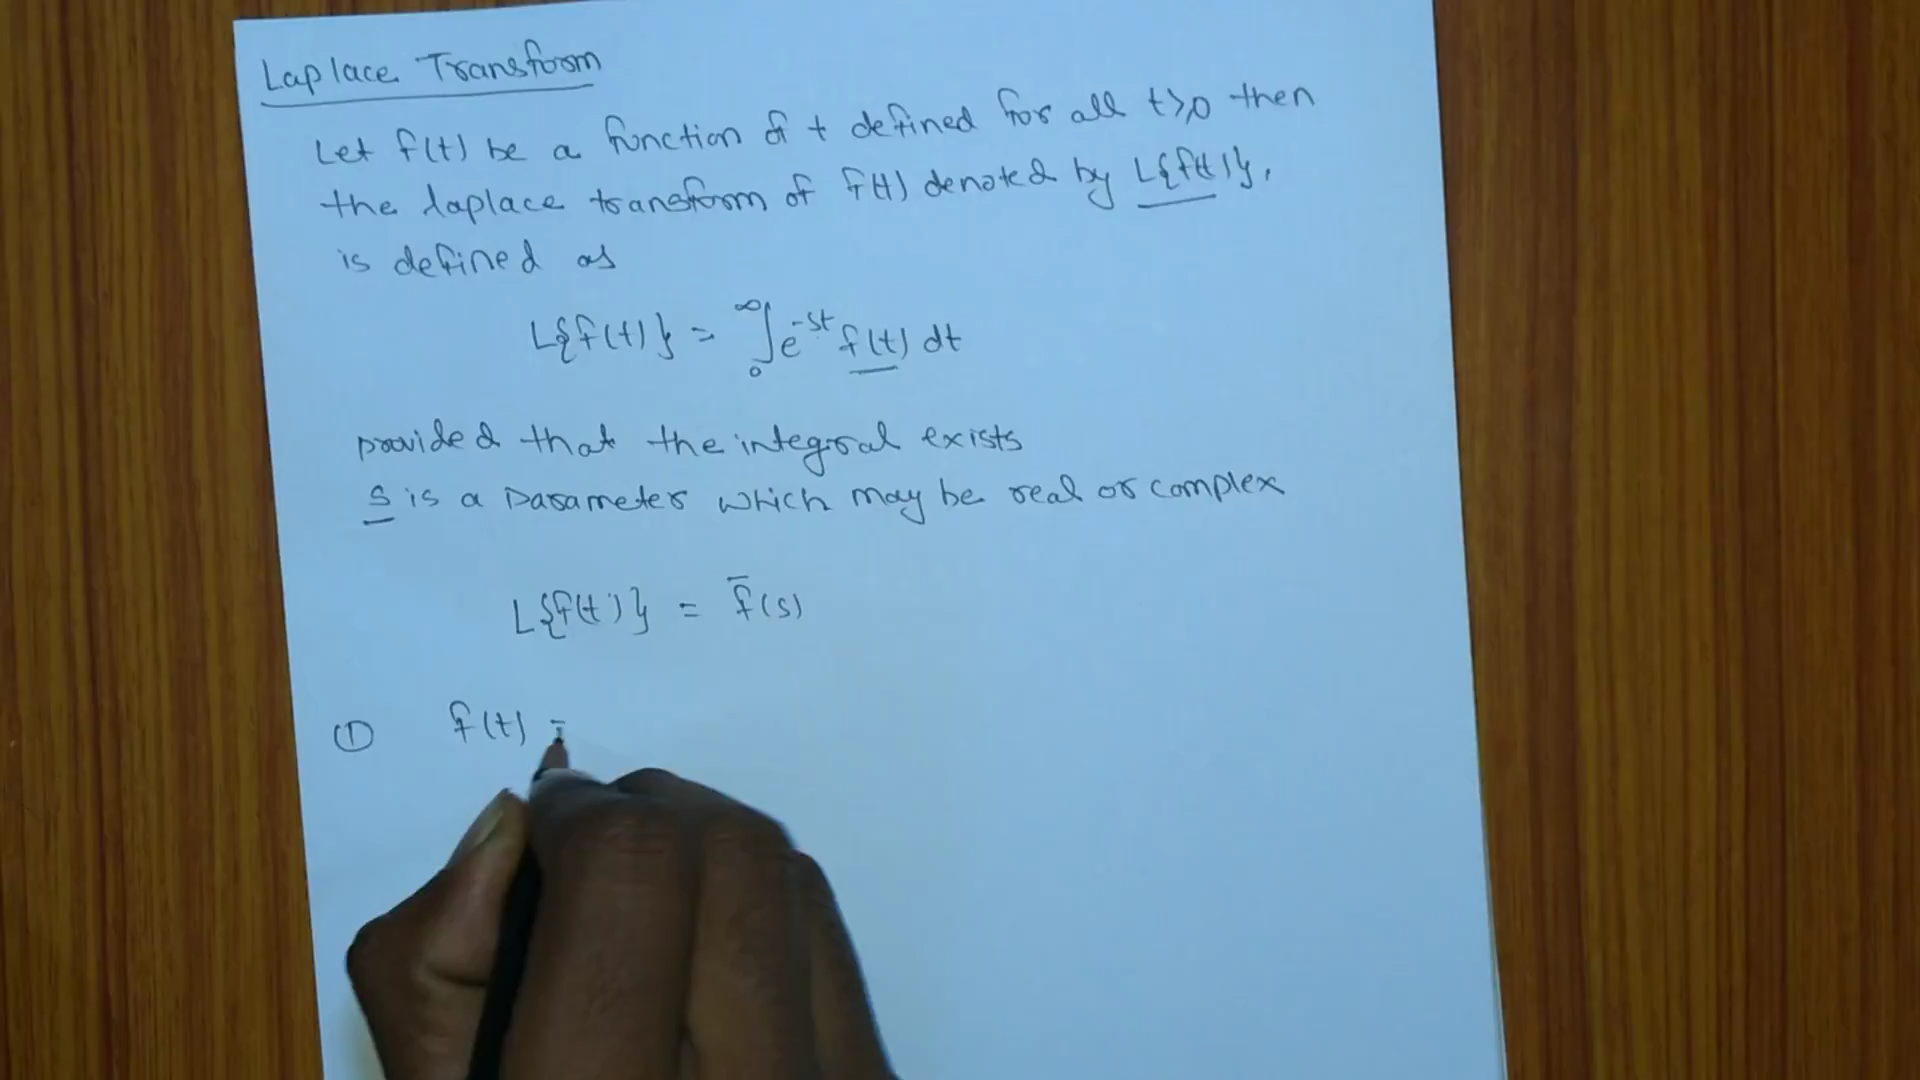 Laplace Transform
Let f(t) be a function of t defined for all t≥0 then
the laplace transform of f(t) denoted by L{f(t)},
is defined as
L{f(t)} = ∞∫0 e^-st f(t) dt
provided that the integral exists
s is a parameter which may be real or complex
L{f(t)} = f̄(s)
① f(t) =